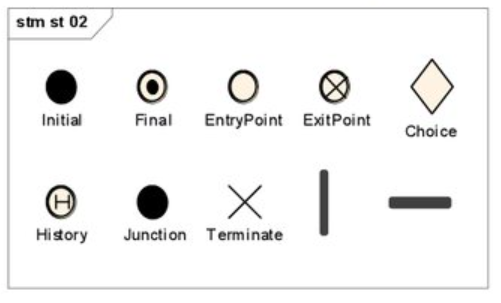 stm st 02
Initial
Final
EntryPoint
ExitPoint
Choice
H
History
Junction
Terminate